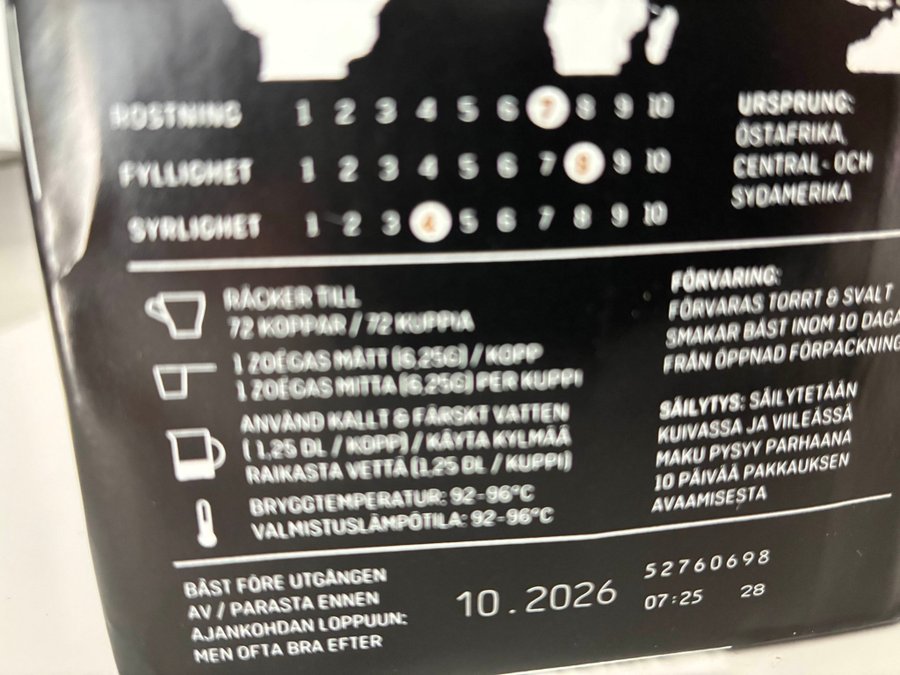 ROSTNING 1 2 3 4 5 6 7 8 9 10
FYLLIGHET 1 2 3 4 5 6 7 8 9 10
SYRLIGHET 1 2 3 4 5 6 7 8 9 10
URSPRUNG:
ÖSTAFRIKA,
CENTRAL- OCH
SYDAMERIKA
RÄCKER TILL
72 KOPPAR / 72 KUPPIA
1 ZOÉGAS MÅTT (6,25G) / KOPP
1 ZOÉGAS MITTA (6,25G) PER KUPPI
ANVÄND KALLT & FÄRSKT VATTEN
(1,25 DL / KOPP) / KÄYTÄ KYLMÄÄ
RAIKASTA VETTÄ (1,25 DL / KUPPI)
BRYGGTEMPERATUR: 92-96°C
VALMISTUSLÄMPÖTILA: 92-96°C
FÖRVARING:
FÖRVARAS TORRT & SVALT
SMAKAR BÄST INOM 10 DAGA
FRÅN ÖPPNAD FÖRPACKNING
SÄILYTYS: SÄILYTETÄÄN
KUIVASSA JA VIILEÄSSÄ
MAKU PYSYY PARHAANA
10 PÄIVÄÄ PAKKAUKSEN
AVAAMISESTA
BÄST FÖRE UTGÅNGEN
AV / PARASTA ENNEN
AJANKOHDAN LOPPUUN:
MEN OFTA BRA EFTER
10.2026
52760698
07:25 28